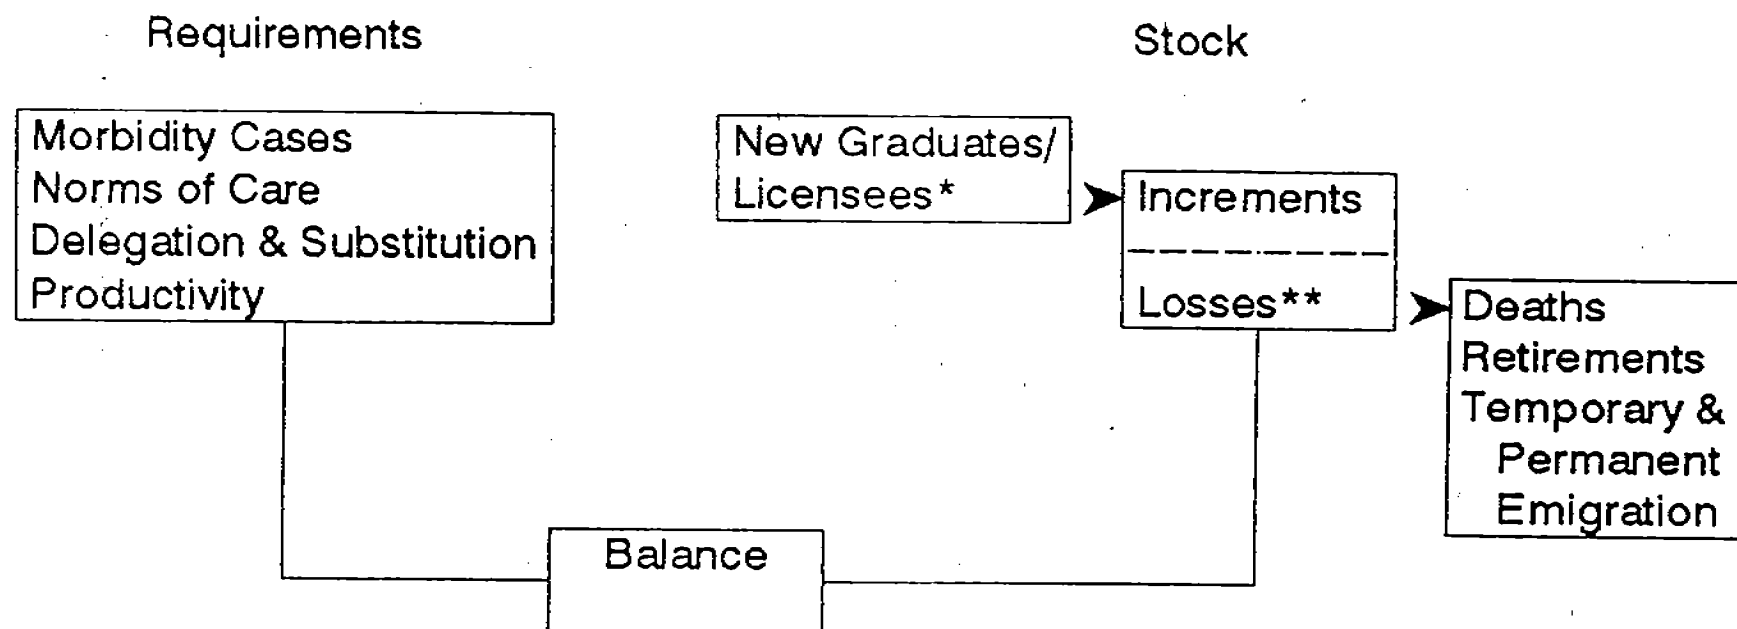 Requirements
Stock
Morbidity Cases
Norms of Care
Delegation & Substitution
Productivity
New Graduates/
Licensees*
Increments
Losses**
Deaths
Retirements
Temporary &
Permanent
Emigration
Balance